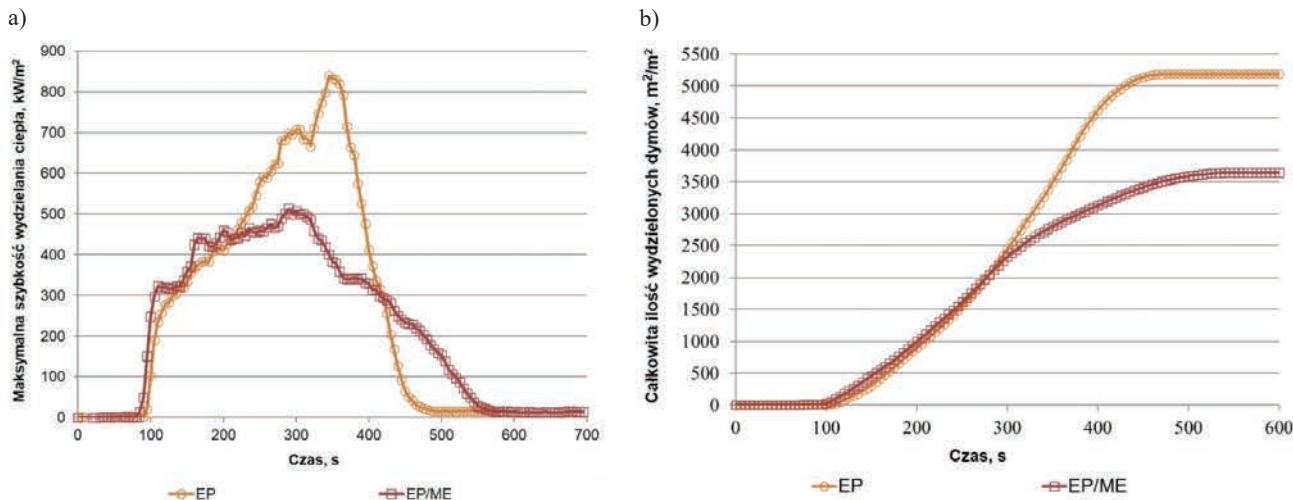 a)
Maksymalna szybkość wydzielania ciepła, kW/m²
900
800
700
600
500
400
300
200
100
0
0 100 200 300 400 500 600 700
Czas, s
EP EP/ME
b)
Całkowita ilość wydzielonych dymów, m²/m²
5500
5000
4500
4000
3500
3000
2500
2000
1500
1000
500
0
0 100 200 300 400 500 600
Czas, s
EP EP/ME